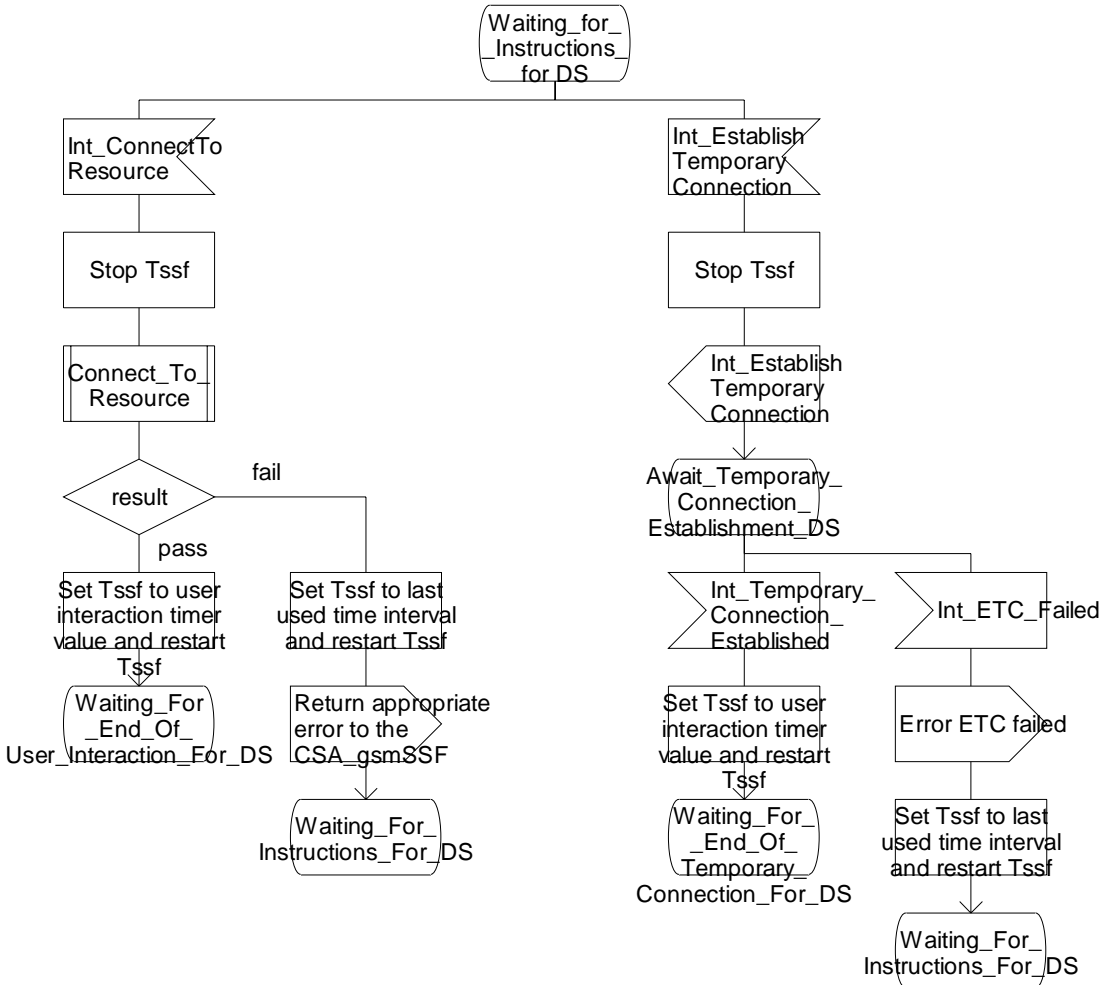 Waiting_for_
_Instructions_
for DS
Int_ConnectTo
Resource
Stop Tssf
Connect_To_
Resource
result
fail
pass
Set Tssf to user
interaction timer
value and restart
Tssf
Waiting_For
_End_Of_
User_Interaction_For_DS
Set Tssf to last
used time interval
and restart Tssf
Return appropriate
error to the
CSA_gsmSSF
Waiting_For_
Instructions_For_DS
Int_Establish
Temporary
Connection
Stop Tssf
Int_Establish
Temporary
Connection
Await_Temporary_
Connection_
Establishment_DS
Int_Temporary_
Connection_
Established
Set Tssf to user
interaction timer
value and restart
Tssf
Waiting_For_
_End_Of_
Temporary_
Connection_For_DS
Int_ETC_Failed
Error ETC failed
Set Tssf to last
used time interval
and restart Tssf
Waiting_For_
Instructions_For_DS